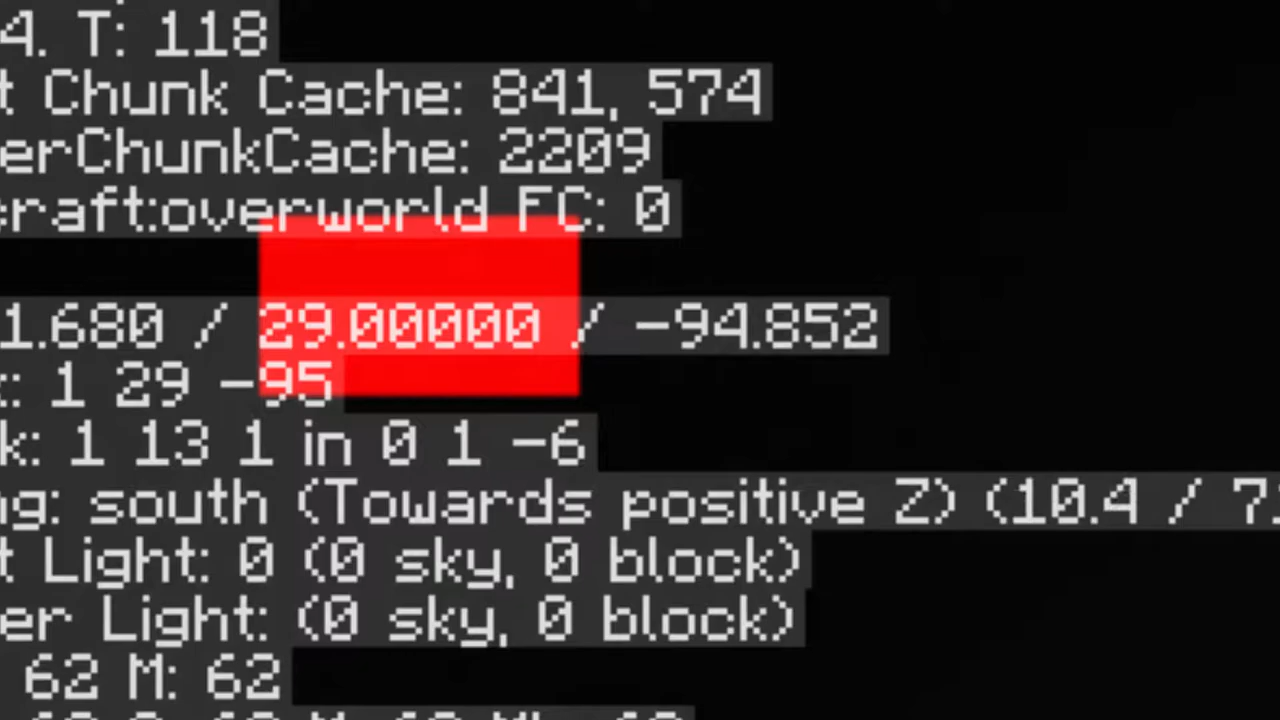 4. T: 118
t Chunk Cache: 841, 574
erChunkCache: 2209
craft:overworld FC: 0
1.680 / 29.00000 / -94.852
: 1 29 -95
k: 1 13 1 in 0 1 -6
ng: south (Towards positive Z) (10.4 / 7
t Light: 0 (0 sky, 0 block)
er Light: (0 sky, 0 block)
62 M: 62